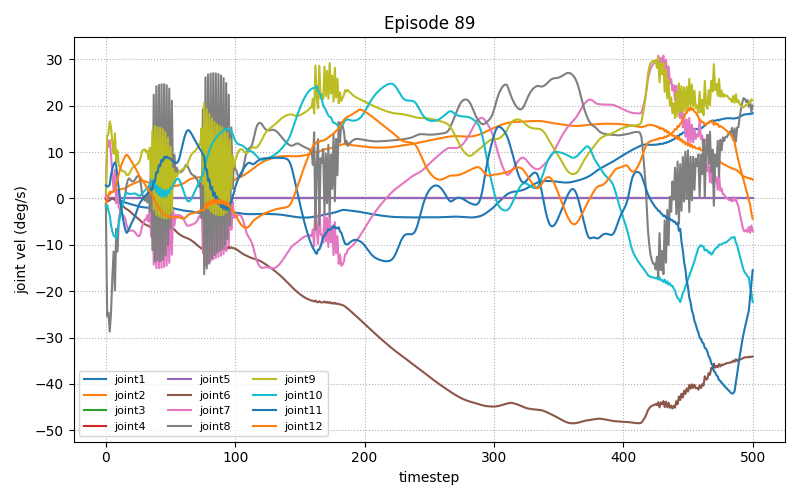 Episode 89
joint vel (deg/s)
30
20
10
0
−10
−20
−30
−40
−50
joint1 joint5 joint9
joint2 joint6 joint10
joint3 joint7 joint11
joint4 joint8 joint12
0 100 200 300 400 500
timestep